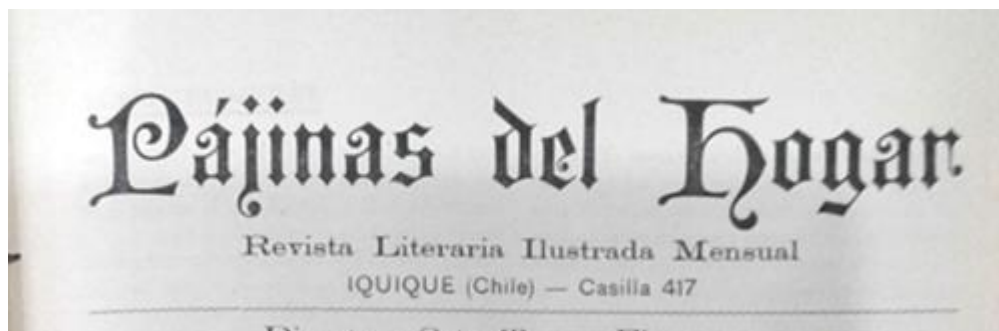 Pájinas del Hogar
Revista Literaria Ilustrada Mensual
IQUIQUE (Chile) — Casilla 417